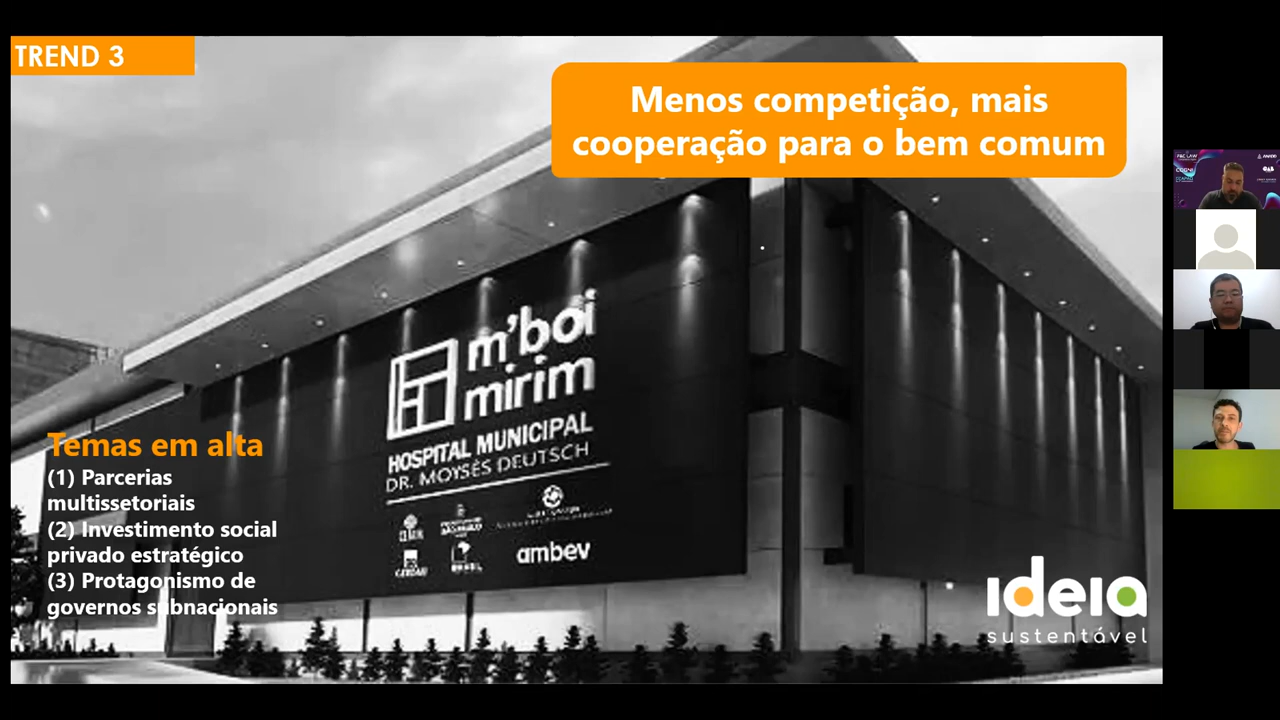 TREND 3
Menos competição, mais
cooperação para o bem comum
m'boi
mirim
HOSPITAL MUNICIPAL
DR. MOYSÉS DEUTSCH
ambev
Temas em alta
(1) Parcerias
multissetoriais
(2) Investimento social
privado estratégico
(3) Protagonismo de
governos subnacionais
ideia
sustentável